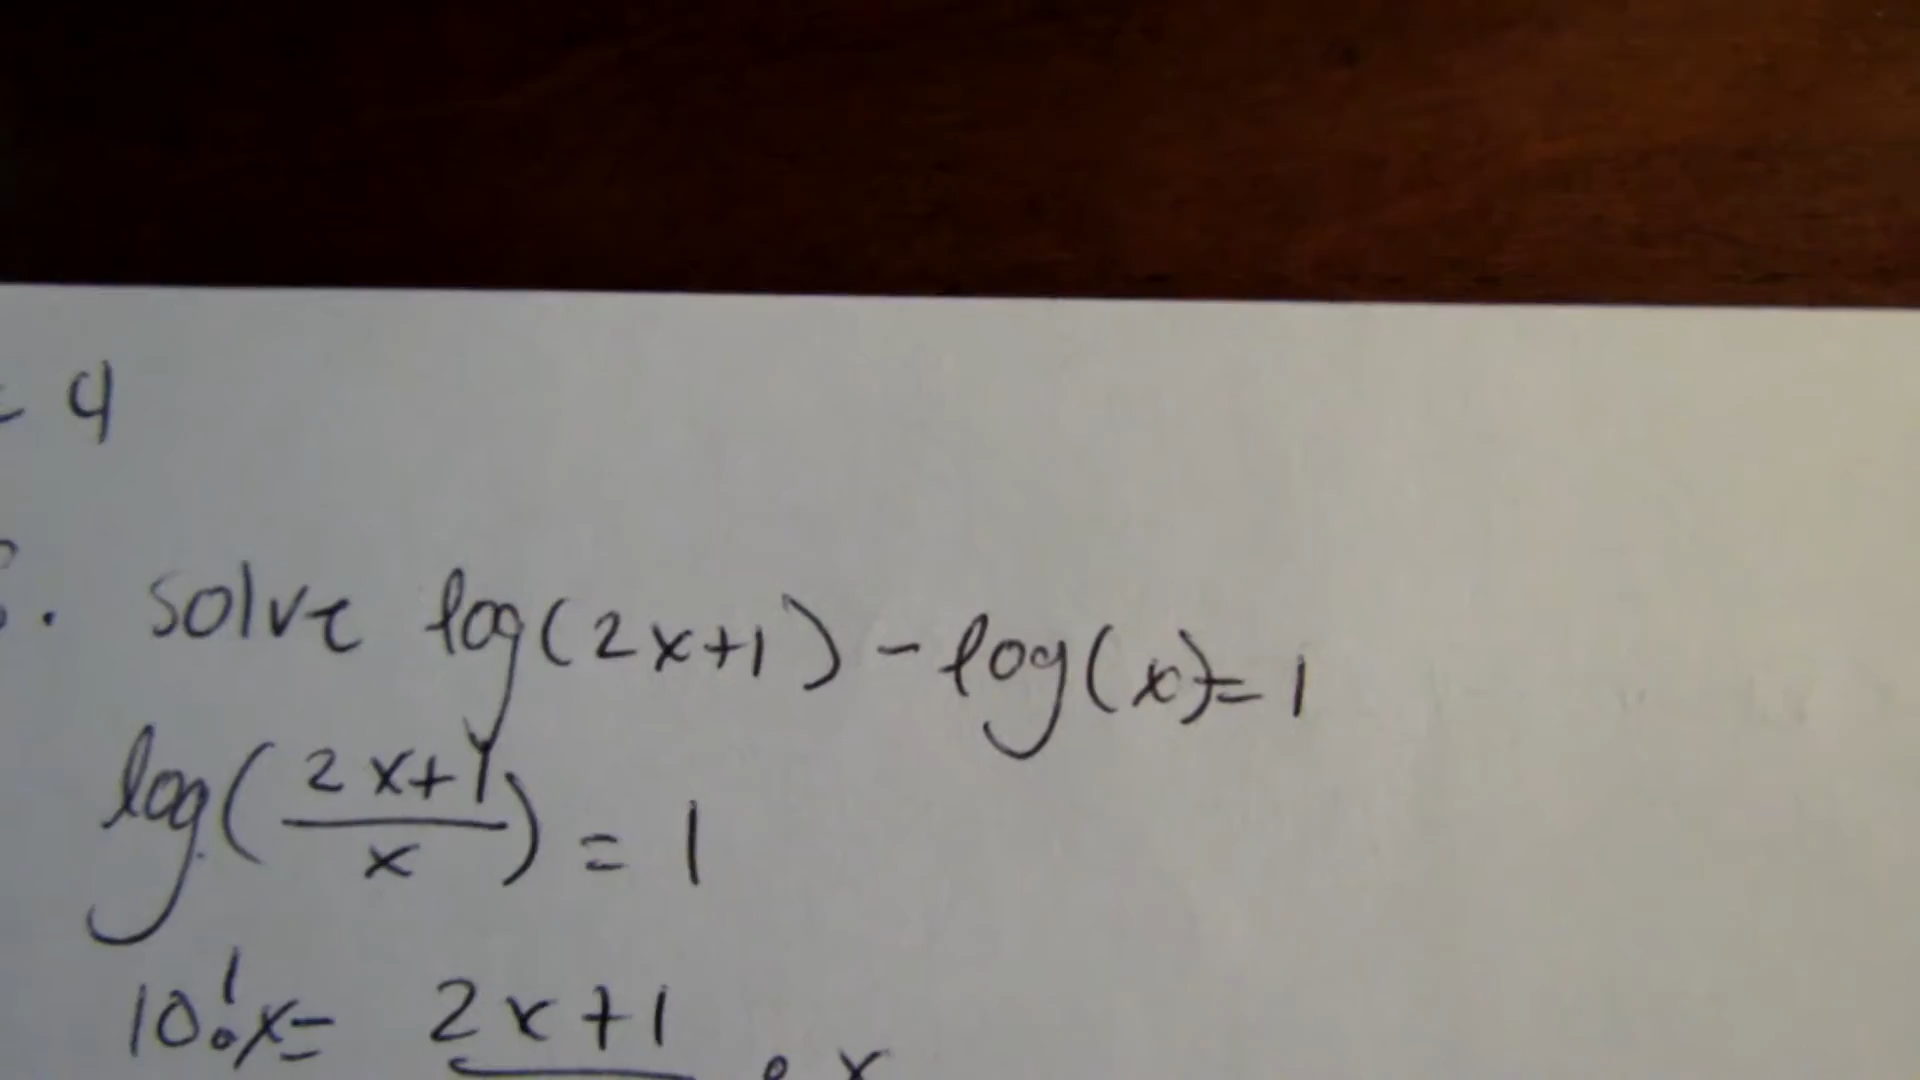 = 4
. solve log(2x+1) - log(x) = 1
log(2x+1/x) = 1
10¹·x = 2x+1/ · x